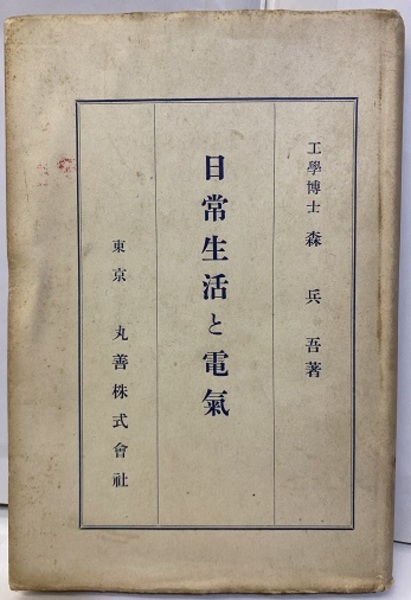 工學博士 森兵吾著
日常生活と電氣
東京 丸善株式會社